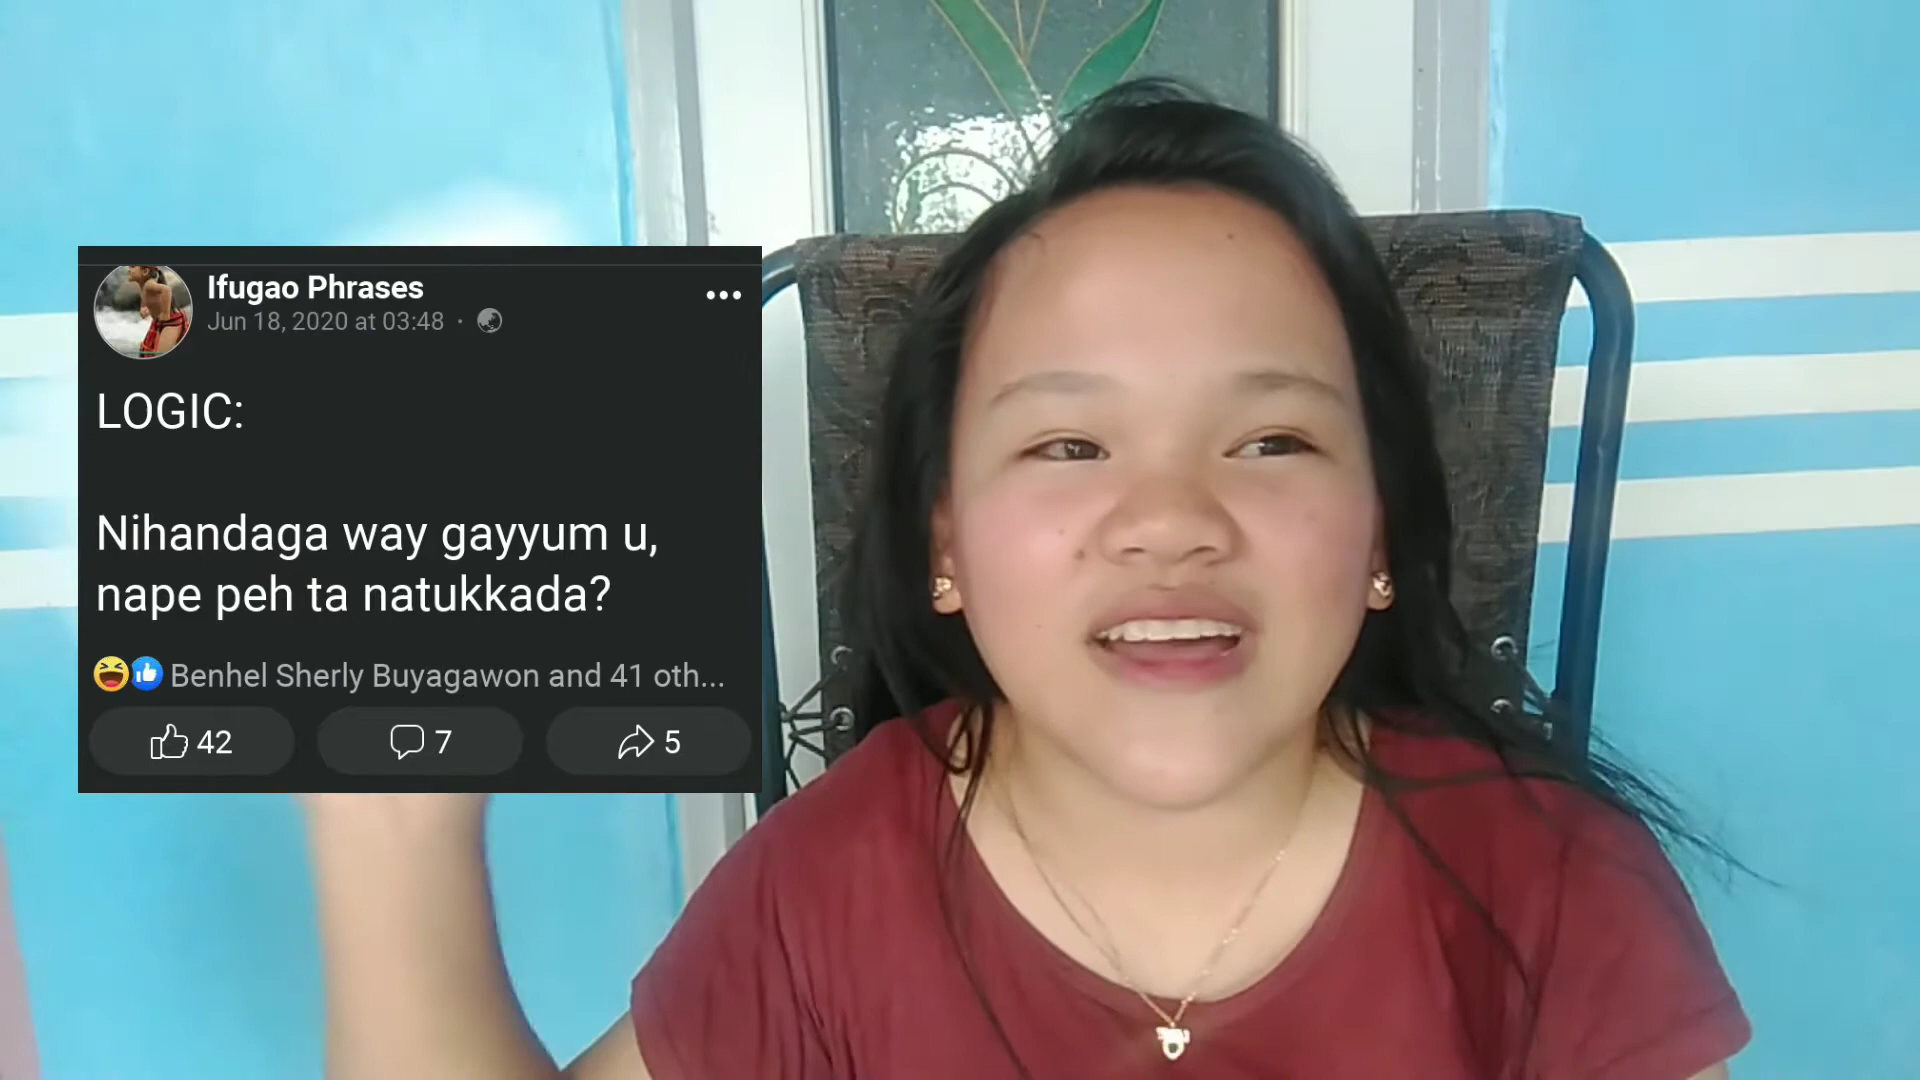 Ifugao Phrases
Jun 18, 2020 at 03:48 ·
LOGIC:
Nihandaga way gayyum u,
nape peh ta natukkada?
Benhel Sherly Buyagawon and 41 oth...
42
7
5